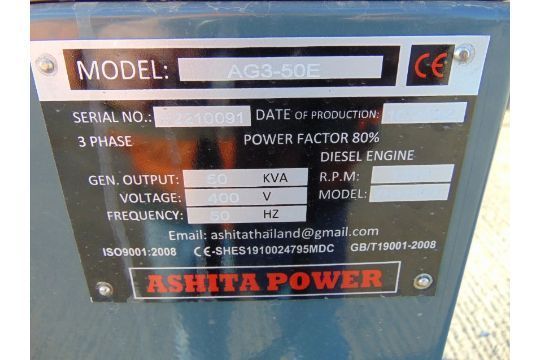 MODEL: AG3-50E CE
SERIAL NO.: 2210091 DATE OF PRODUCTION:
3 PHASE POWER FACTOR 80%
DIESEL ENGINE
GEN. OUTPUT: 50 KVA R.P.M:
VOLTAGE: 400 V MODEL:
FREQUENCY: 50 HZ
Email: ashitathailand@gmail.com
ISO9001:2008 CE-SHES1910024795MDC GB/T19001-2008
ASHITA POWER